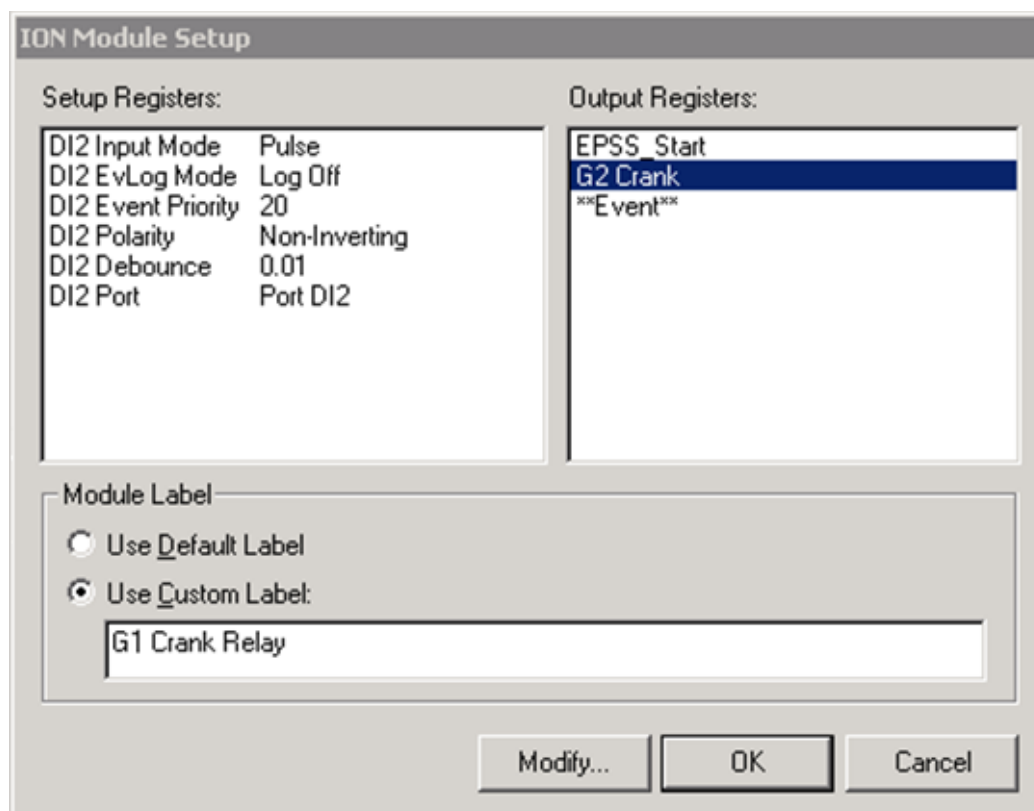 ION Module Setup
Setup Registers:
DI2 Input Mode Pulse
DI2 EvLog Mode Log Off
DI2 Event Priority 20
DI2 Polarity Non-Inverting
DI2 Debounce 0.01
DI2 Port Port DI2
Output Registers:
EPSS_Start
G2 Crank
**Event**
Module Label
Use Default Label
Use Custom Label:
G1 Crank Relay
Modify...
OK
Cancel